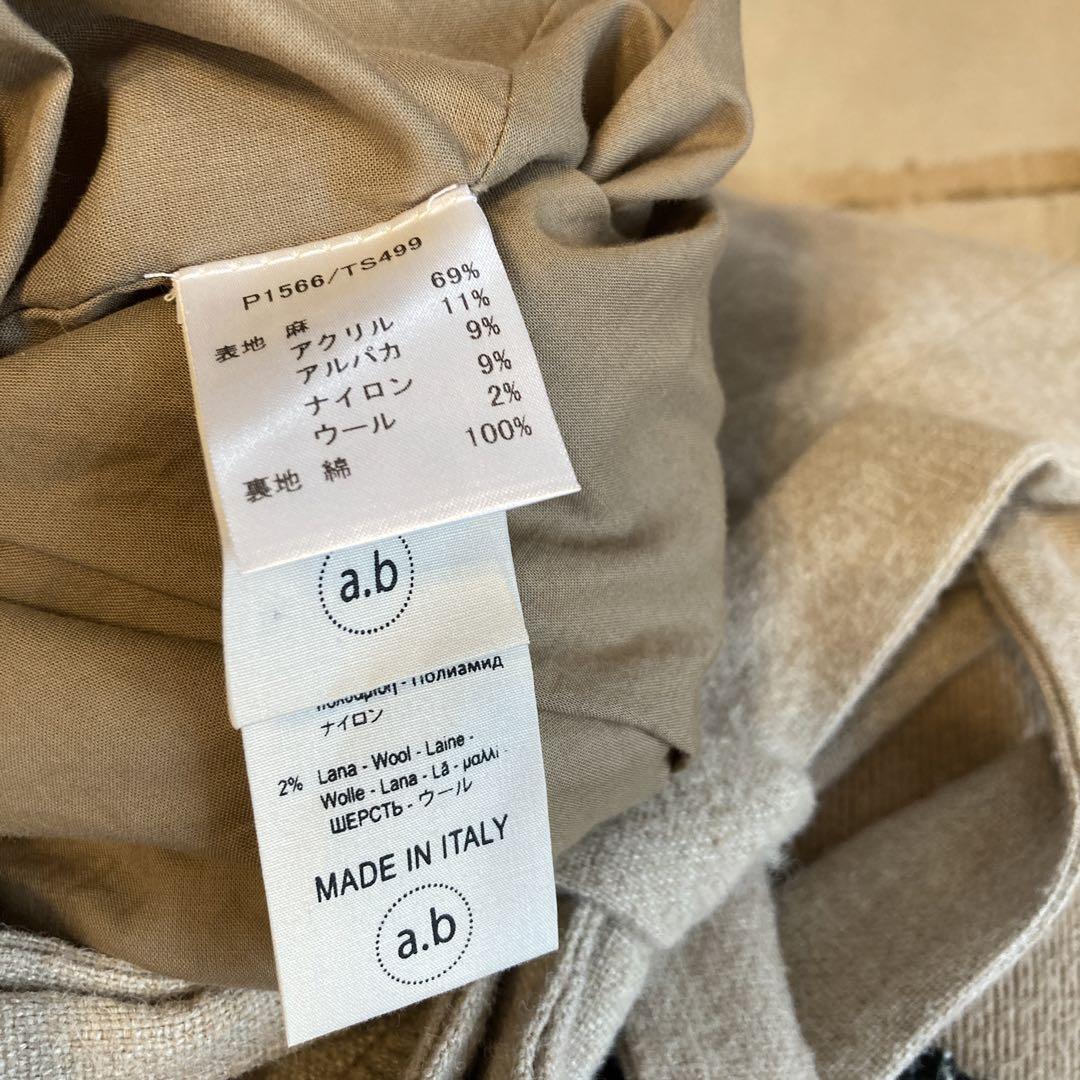 P1566/TS499
表地 麻 69%
アクリル 11%
アルパカ 9%
ナイロン 9%
ウール 2%
裏地 綿 100%
a.b
Полиамид
ナイロン
2% Lana - Wool - Laine -
Wolle - Lana - Lã - μαλλι -
ШЕРСТЬ - ウール
MADE IN ITALY
a.b